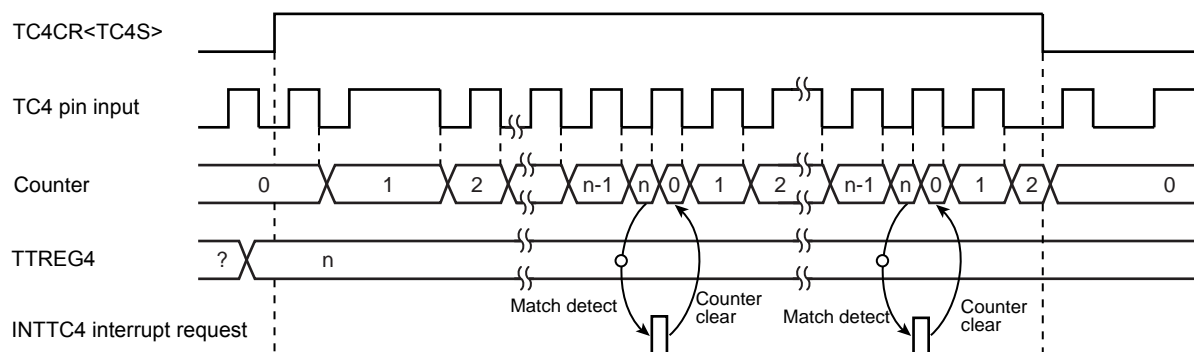 TC4CR<TC4S>
TC4 pin input
Counter
0 1 2 n-1 n 0 1 2 n-1 n 0 1 2 0
TTREG4
? n
Match detect
Counter
clear
Match detect
Counter
clear
INTTC4 interrupt request